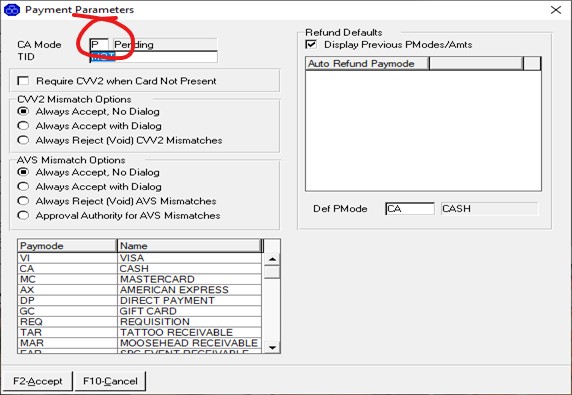 Payment Parameters
CA Mode P Pending
TID
Require CVV2 when Card Not Present
CVV2 Mismatch Options
Always Accept, No Dialog
Always Accept with Dialog
Always Reject (Void) CVV2 Mismatches
AVS Mismatch Options
Always Accept, No Dialog
Always Accept with Dialog
Always Reject (Void) AVS Mismatches
Approval Authority for AVS Mismatches
Paymode Name
VI VISA
CA CASH
MC MASTERCARD
AX AMERICAN EXPRESS
DP DIRECT PAYMENT
GC GIFT CARD
REQ REQUISITION
TAR TATTOO RECEIVABLE
MAR MOOSEHEAD RECEIVABLE
EAR SPC EVENT RECEIVABLE
Refund Defaults
Display Previous PModes/Amts
Auto Refund Paymode
Def PMode CA CASH
F2-Accept F10-Cancel